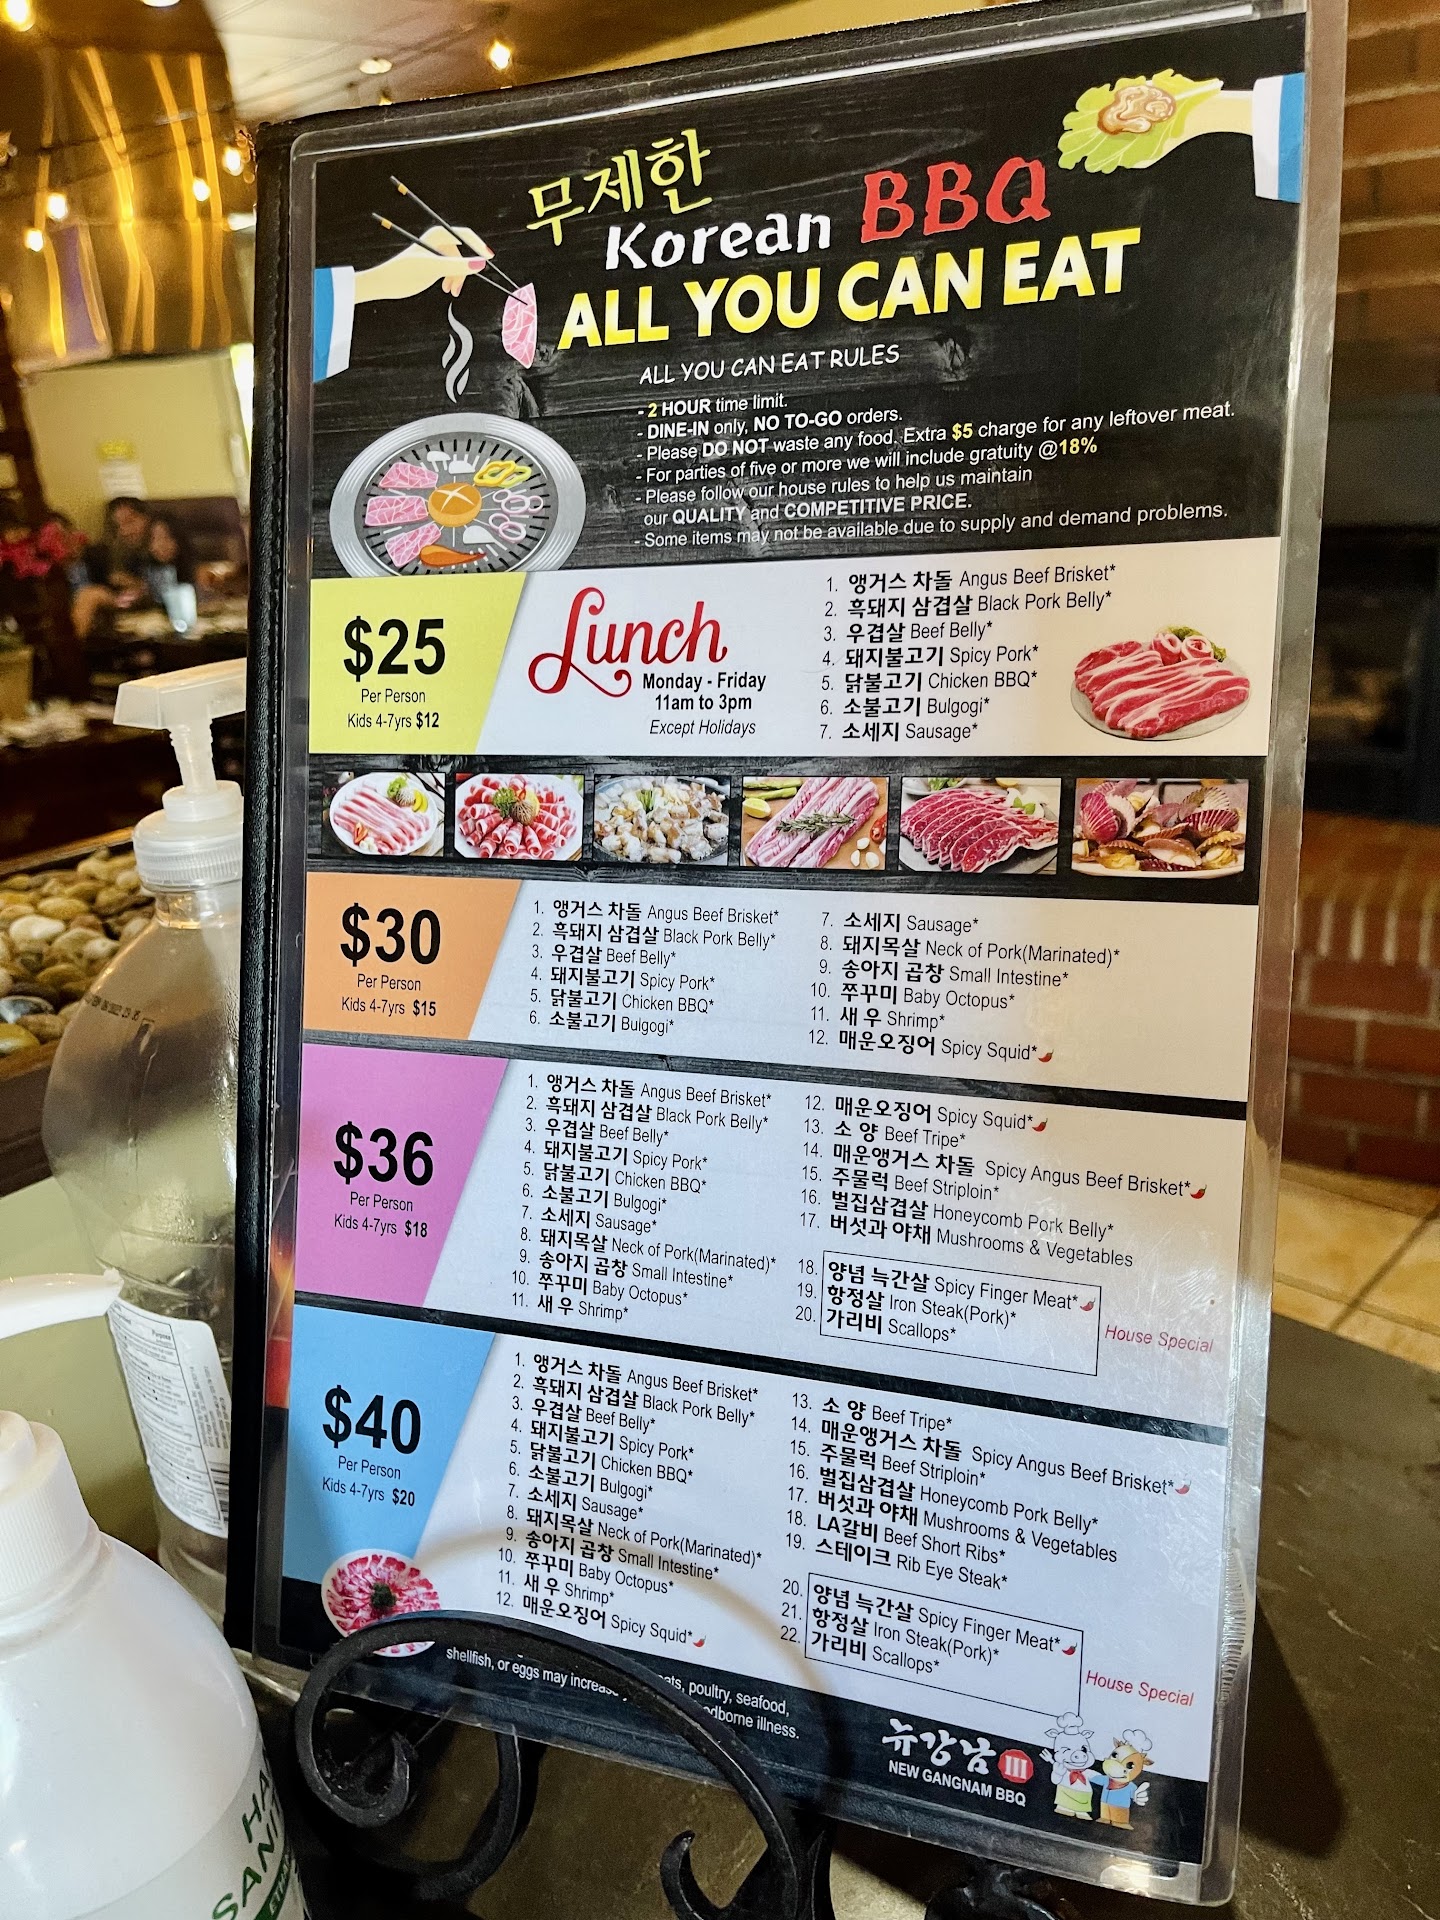 무제한
Korean BBQ
ALL YOU CAN EAT
ALL YOU CAN EAT RULES
- 2 HOUR time limit.
- DINE-IN only, NO TO-GO orders.
- Please DO NOT waste any food, Extra $5 charge for any leftover meat.
- For parties of five or more we will include gratuity @18%
- Please follow our house rules to help us maintain
our QUALITY and COMPETITIVE PRICE.
- Some items may not be available due to supply and demand problems.
$25
Per Person
Kids 4-7yrs $12
Lunch
Monday - Friday
11am to 3pm
Except Holidays
1. 앵거스 차돌 Angus Beef Brisket*
2. 흑돼지 삼겹살 Black Pork Belly*
3. 우겹살 Beef Belly*
4. 돼지불고기 Spicy Pork*
5. 닭불고기 Chicken BBQ*
6. 소불고기 Bulgogi*
7. 소세지 Sausage*
$30
Per Person
Kids 4-7yrs $15
1. 앵거스 차돌 Angus Beef Brisket*
2. 흑돼지 삼겹살 Black Pork Belly*
3. 우겹살 Beef Belly*
4. 돼지불고기 Spicy Pork*
5. 닭불고기 Chicken BBQ*
6. 소불고기 Bulgogi*
7. 소세지 Sausage*
8. 돼지목살 Neck of Pork(Marinated)*
9. 송아지 곱창 Small Intestine*
10. 쭈꾸미 Baby Octopus*
11. 새 우 Shrimp*
12. 매운오징어 Spicy Squid*
$36
Per Person
Kids 4-7yrs $18
1. 앵거스 차돌 Angus Beef Brisket*
2. 흑돼지 삼겹살 Black Pork Belly*
3. 우겹살 Beef Belly*
4. 돼지불고기 Spicy Pork*
5. 닭불고기 Chicken BBQ*
6. 소불고기 Bulgogi*
7. 소세지 Sausage*
8. 돼지목살 Neck of Pork(Marinated)*
9. 송아지 곱창 Small Intestine*
10. 쭈꾸미 Baby Octopus*
11. 새 우 Shrimp*
12. 매운오징어 Spicy Squid*
13. 소 양 Beef Tripe*
14. 매운앵거스 차돌 Spicy Angus Beef Brisket*
15. 주물럭 Beef Striploin*
16. 벌집삼겹살 Honeycomb Pork Belly*
17. 버섯과 야채 Mushrooms & Vegetables
18. 양념 늑간살 Spicy Finger Meat*
19. 항정살 Iron Steak(Pork)*
20. 가리비 Scallops*
House Special
$40
Per Person
Kids 4-7yrs $20
1. 앵거스 차돌 Angus Beef Brisket*
2. 흑돼지 삼겹살 Black Pork Belly*
3. 우겹살 Beef Belly*
4. 돼지불고기 Spicy Pork*
5. 닭불고기 Chicken BBQ*
6. 소불고기 Bulgogi*
7. 소세지 Sausage*
8. 돼지목살 Neck of Pork(Marinated)*
9. 송아지 곱창 Small Intestine*
10. 쭈꾸미 Baby Octopus*
11. 새 우 Shrimp*
12. 매운오징어 Spicy Squid*
13. 소 양 Beef Tripe*
14. 매운앵거스 차돌 Spicy Angus Beef Brisket*
15. 주물럭 Beef Striploin*
16. 벌집삼겹살 Honeycomb Pork Belly*
17. 버섯과 야채 Mushrooms & Vegetables
18. LA갈비 Beef Short Ribs*
19. 스테이크 Rib Eye Steak*
20. 양념 늑간살 Spicy Finger Meat*
21. 항정살 Iron Steak(Pork)*
22. 가리비 Scallops*
House Special
poultry, seafood,
shellfish, or eggs may illness.
뉴강남 III
NEW GANGNAM BBQ